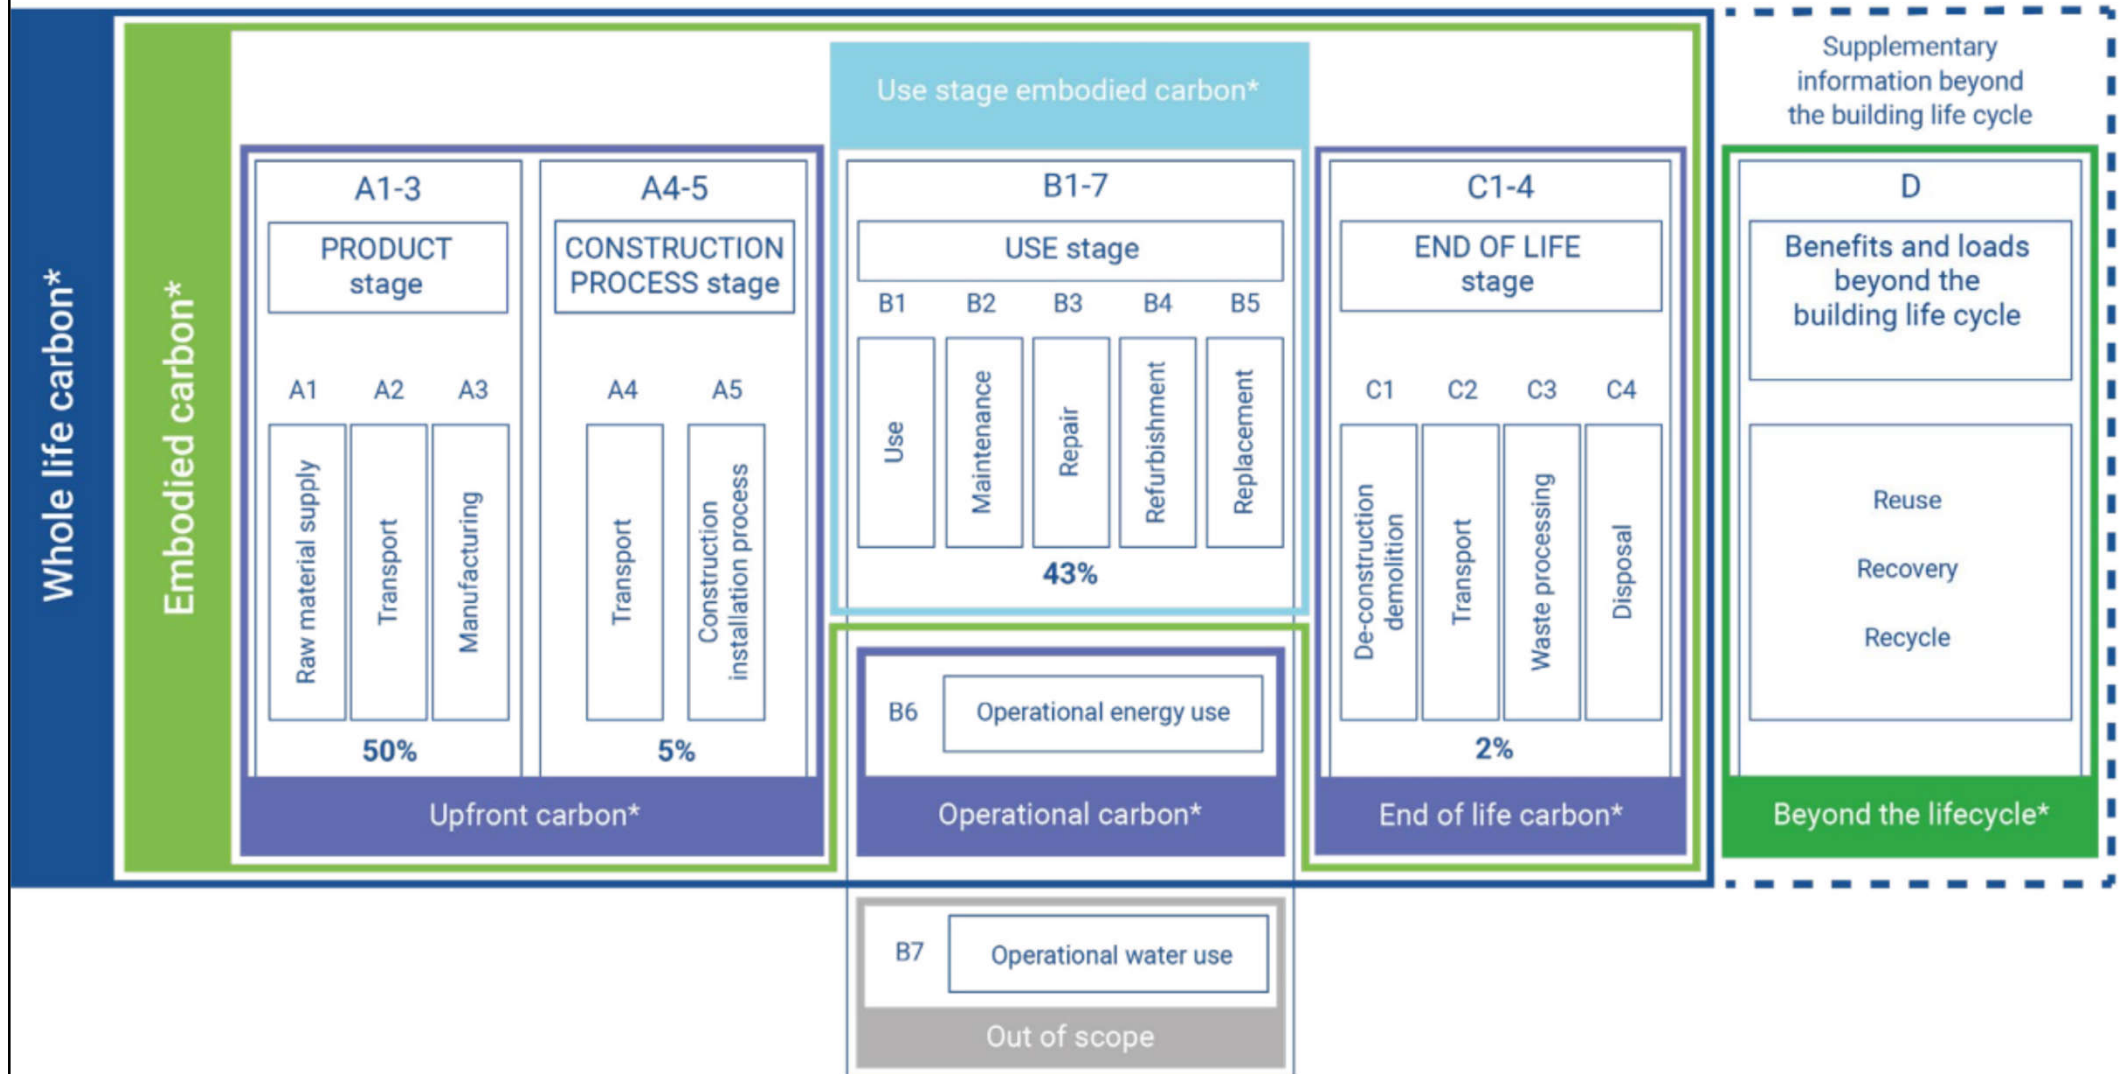 Whole life carbon*
Embodied carbon*
Use stage embodied carbon*
Supplementary
information beyond
the building life cycle
A1-3
PRODUCT
stage
A1
A2
A3
Raw material supply
Transport
Manufacturing
50%
A4-5
CONSTRUCTION
PROCESS stage
A4
A5
Transport
Construction
installation process
5%
Upfront carbon*
B1-7
USE stage
B1
B2
B3
B4
B5
Use
Maintenance
Repair
Refurbishment
Replacement
43%
B6
Operational energy use
Operational carbon*
B7
Operational water use
Out of scope
C1-4
END OF LIFE
stage
C1
C2
C3
C4
De-construction
demolition
Transport
Waste processing
Disposal
2%
End of life carbon*
D
Benefits and loads
beyond the
building life cycle
Reuse
Recovery
Recycle
Beyond the lifecycle*